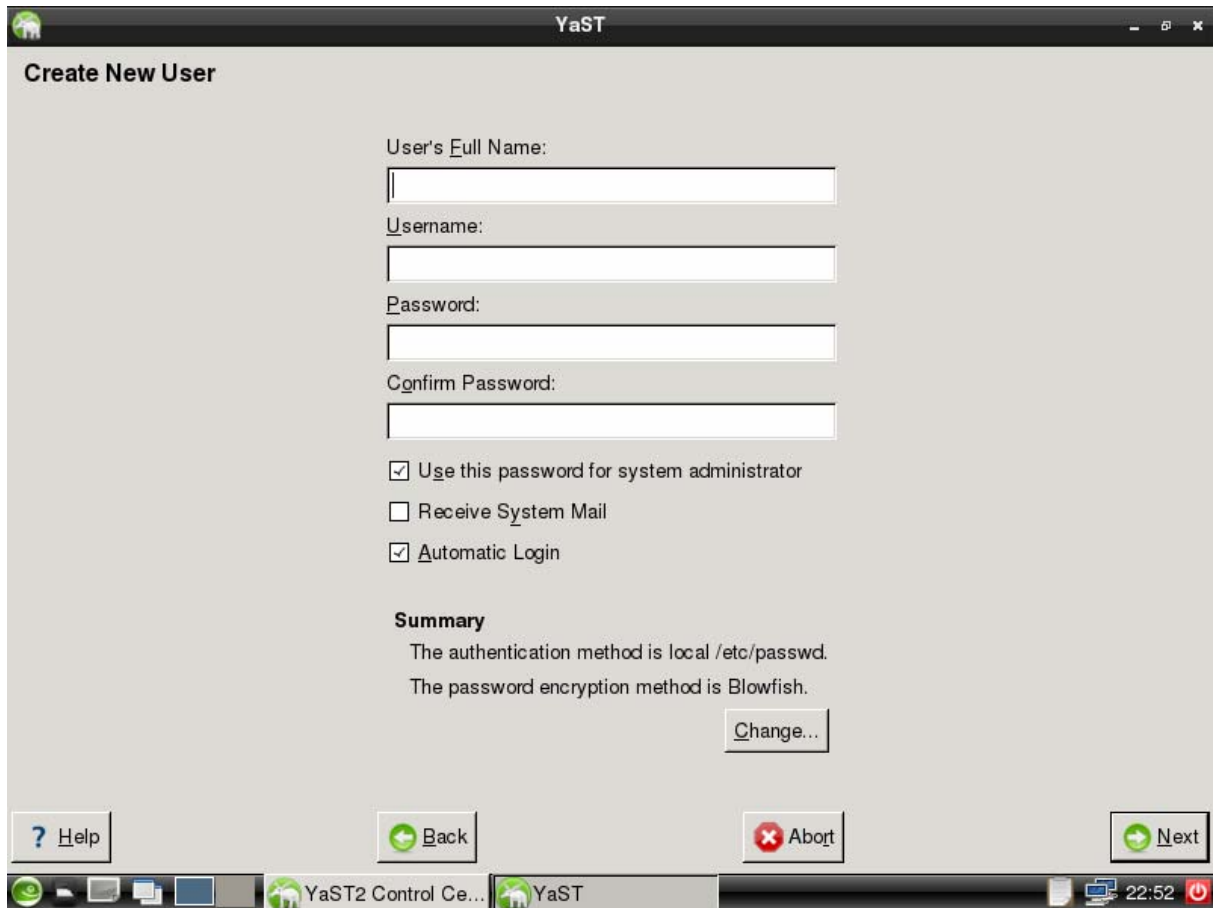 YaST
Create New User
User's Full Name:
Username:
Password:
Confirm Password:
Use this password for system administrator
Receive System Mail
Automatic Login
Summary
The authentication method is local /etc/passwd.
The password encryption method is Blowfish.
Change...
? Help
Back
Abort
Next
YaST2 Control Ce...
YaST
22:52